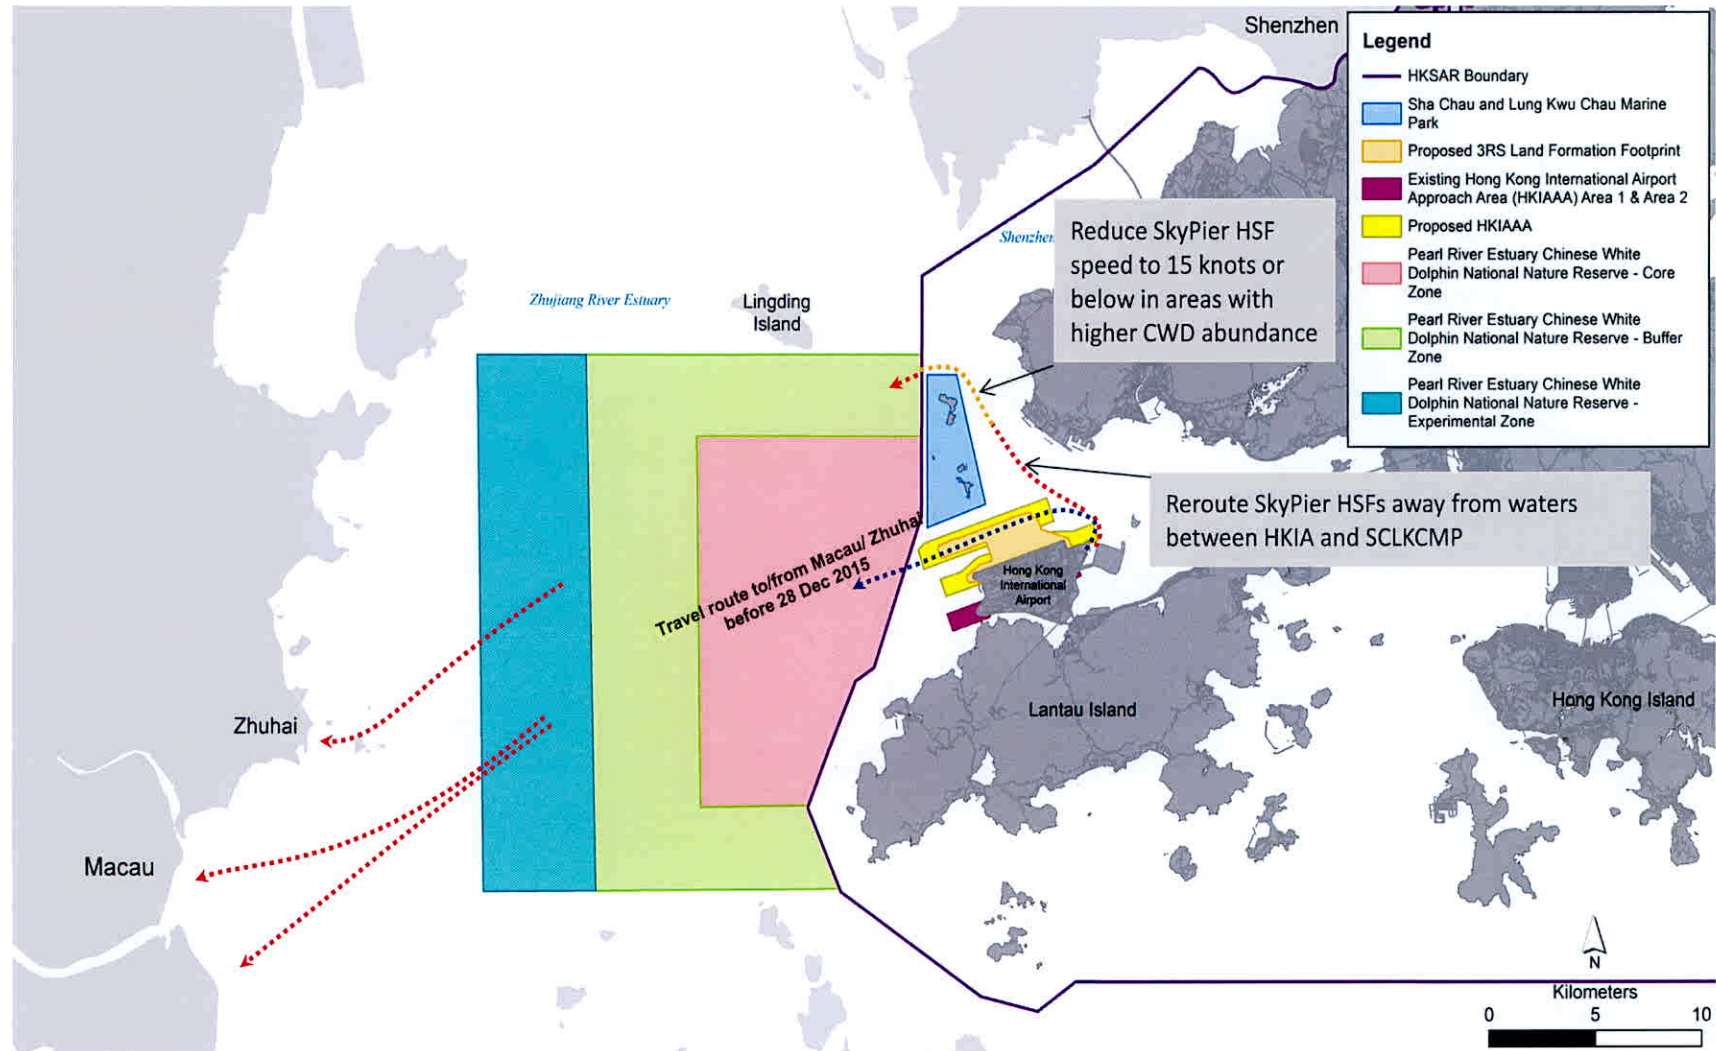 Shenzhen
Legend
HKSAR Boundary
Sha Chau and Lung Kwu Chau Marine
Park
Proposed 3RS Land Formation Footprint
Existing Hong Kong International Airport
Approach Area (HKIAAA) Area 1 & Area 2
Proposed HKIAAA
Pearl River Estuary Chinese White
Dolphin National Nature Reserve - Core
Zone
Pearl River Estuary Chinese White
Dolphin National Nature Reserve - Buffer
Zone
Pearl River Estuary Chinese White
Dolphin National Nature Reserve -
Experimental Zone
Reduce SkyPier HSF
speed to 15 knots or
below in areas with
higher CWD abundance
Shenzhen
Zhujiang River Estuary
Lingding
Island
Reroute SkyPier HSFs away from waters
between HKIA and SCLKCMP
Travel route to/from Macau/ Zhuhai
before 28 Dec 2015
Hong Kong
International
Airport
Zhuhai
Lantau Island
Hong Kong Island
Macau
N
Kilometers
0 5 10